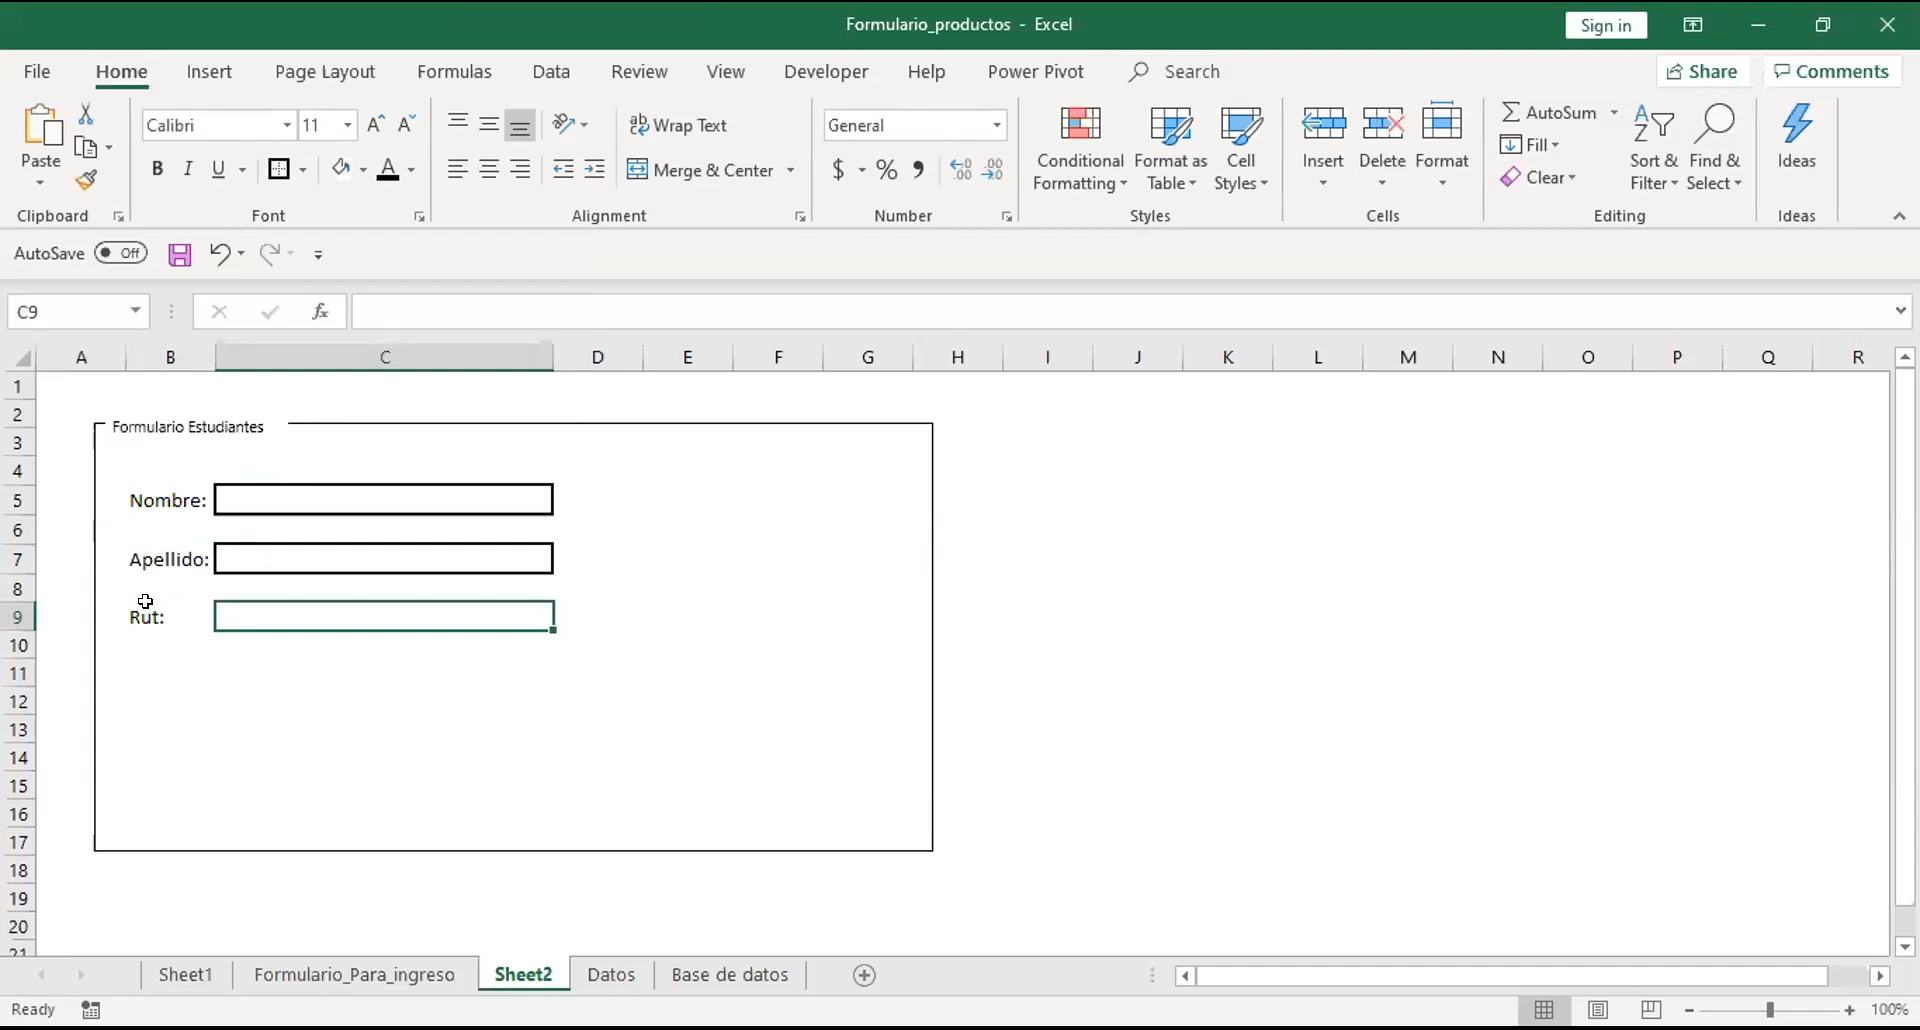 Formulario_productos - Excel
Sign in
File Home Insert Page Layout Formulas Data Review View Developer Help Power Pivot Search Share Comments
Paste
Clipboard
Calibri 11
B I U A
Font
Wrap Text
Merge & Center
Alignment
General
$ %
Number
Conditional Formatting
Format as Table
Cell Styles
Styles
Insert Delete Format
Cells
AutoSum
Fill
Clear
Sort & Filter
Find & Select
Editing
Ideas
Ideas
AutoSave Off
C9
fx
A B C D E F G H I J K L M N O P Q R
1
2
Formulario Estudiantes
3
4
5 Nombre:
6
7 Apellido:
8
9 Rut:
10
11
12
13
14
15
16
17
18
19
20
21
Sheet1 Formulario_Para_ingreso Sheet2 Datos Base de datos
Ready
100%